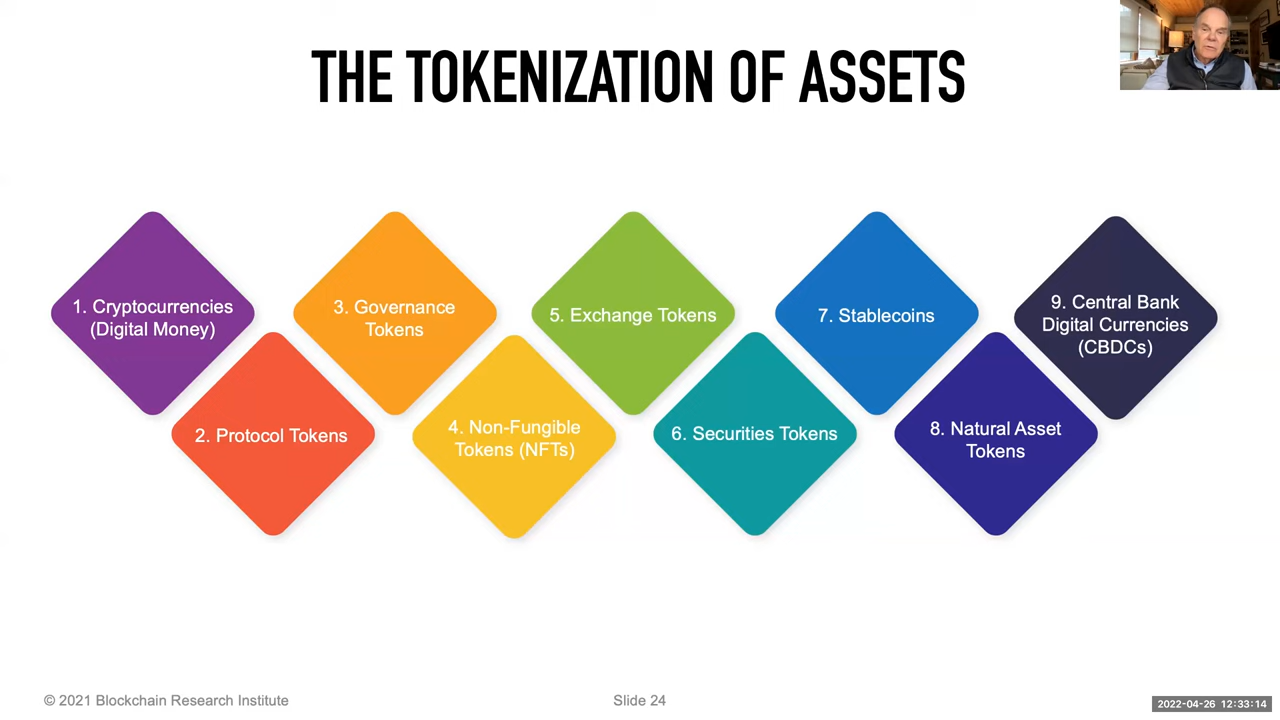 THE TOKENIZATION OF ASSETS
1. Cryptocurrencies
(Digital Money)
2. Protocol Tokens
3. Governance
Tokens
4. Non-Fungible
Tokens (NFTs)
5. Exchange Tokens
6. Securities Tokens
7. Stablecoins
8. Natural Asset
Tokens
9. Central Bank
Digital Currencies
(CBDCs)
© 2021 Blockchain Research Institute
Slide 24
2022-04-26 12:33:14